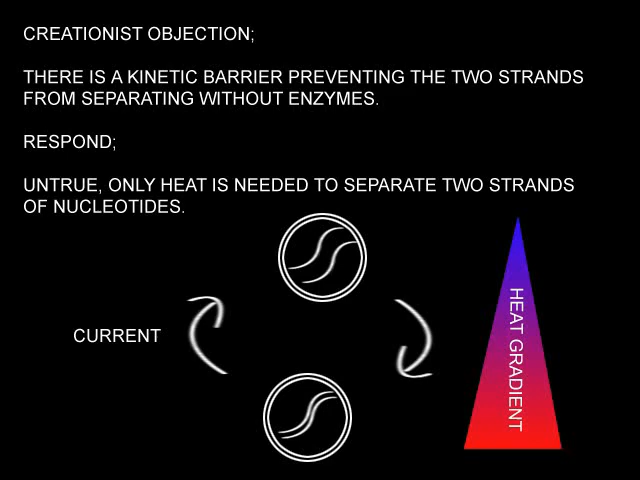 CREATIONIST OBJECTION;
THERE IS A KINETIC BARRIER PREVENTING THE TWO STRANDS
FROM SEPARATING WITHOUT ENZYMES.
RESPOND;
UNTRUE, ONLY HEAT IS NEEDED TO SEPARATE TWO STRANDS
OF NUCLEOTIDES.
CURRENT
HEAT GRADIENT